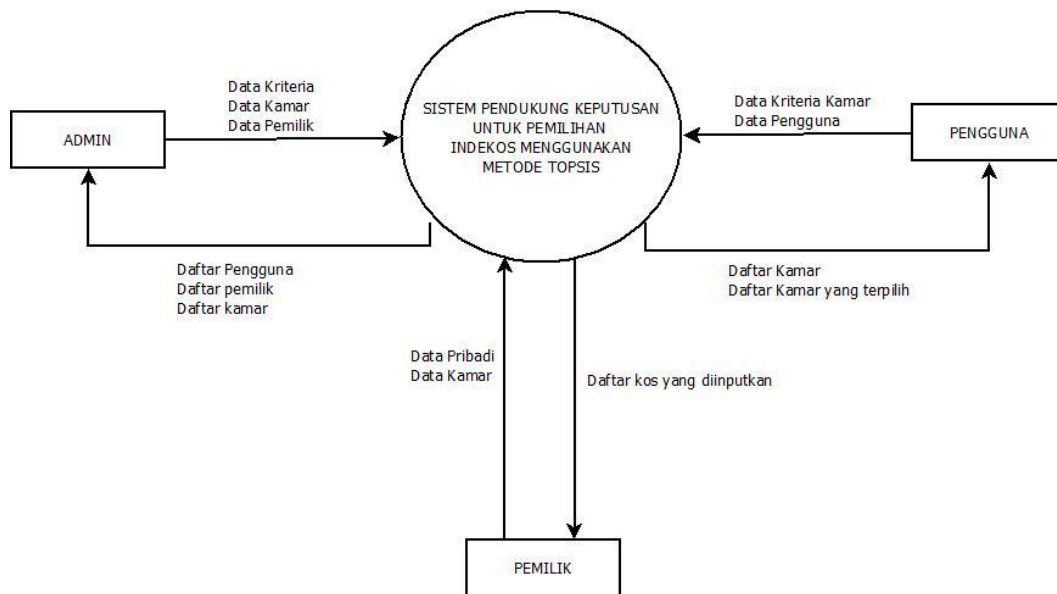 Data Kriteria
Data Kamar
Data Pemilik
ADMIN
SISTEM PENDUKUNG KEPUTUSAN
UNTUK PEMILIHAN
INDEKOS MENGGUNAKAN
METODE TOPSIS
Data Kriteria Kamar
Data Pengguna
PENGGUNA
Daftar Pengguna
Daftar pemilik
Daftar kamar
Daftar Kamar
Daftar Kamar yang terpilih
Data Pribadi
Data Kamar
Daftar kos yang diinputkan
PEMILIK